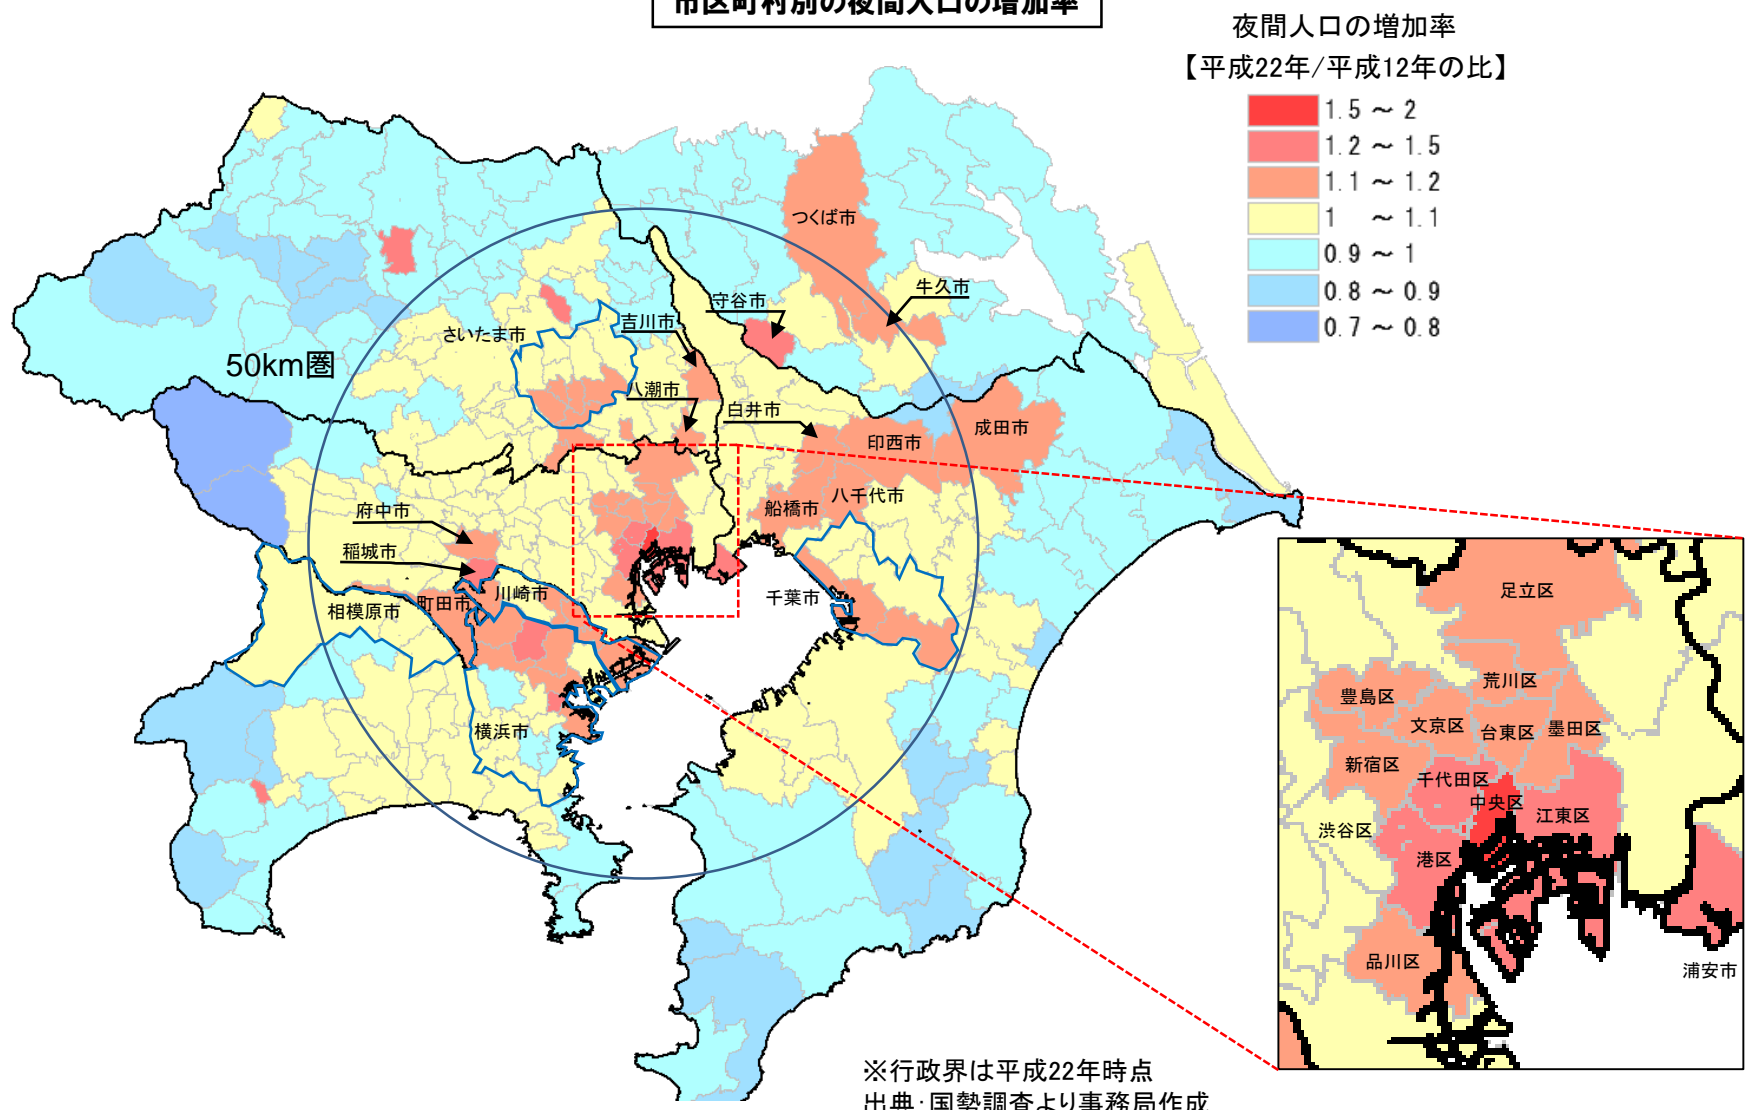 市区町村別の夜間人口の増加率
夜間人口の増加率
【平成22年/平成12年の比】
1.5 ～ 2
1.2 ～ 1.5
1.1 ～ 1.2
1 ～ 1.1
0.9 ～ 1
0.8 ～ 0.9
0.7 ～ 0.8
つくば市
牛久市
守谷市
吉川市
さいたま市
50km圏
八潮市
白井市
成田市
印西市
八千代市
船橋市
府中市
稲城市
川崎市
町田市
相模原市
千葉市
横浜市
足立区
荒川区
豊島区
文京区
台東区
墨田区
新宿区
千代田区
中央区
江東区
渋谷区
港区
品川区
浦安市
※行政界は平成22年時点
出典：国勢調査より事務局作成